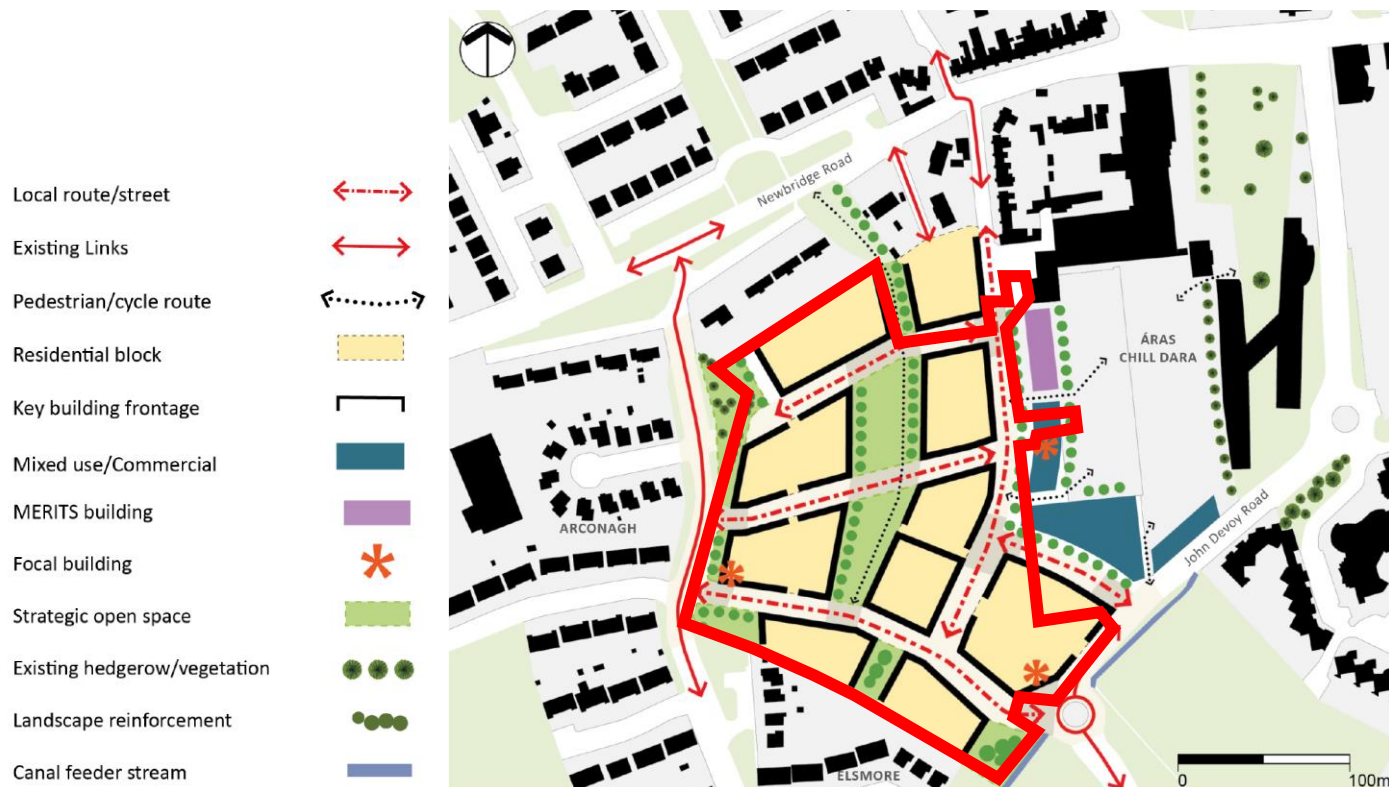 Local route/street
Existing Links
Pedestrian/cycle route
Residential block
Key building frontage
Mixed use/Commercial
MERITS building
Focal building
Strategic open space
Existing hedgerow/vegetation
Landscape reinforcement
Canal feeder stream
Newbridge Road
ÁRAS
CHILL DARA
ARCONAGH
John Devoy Road
ELSMORE
0
100m